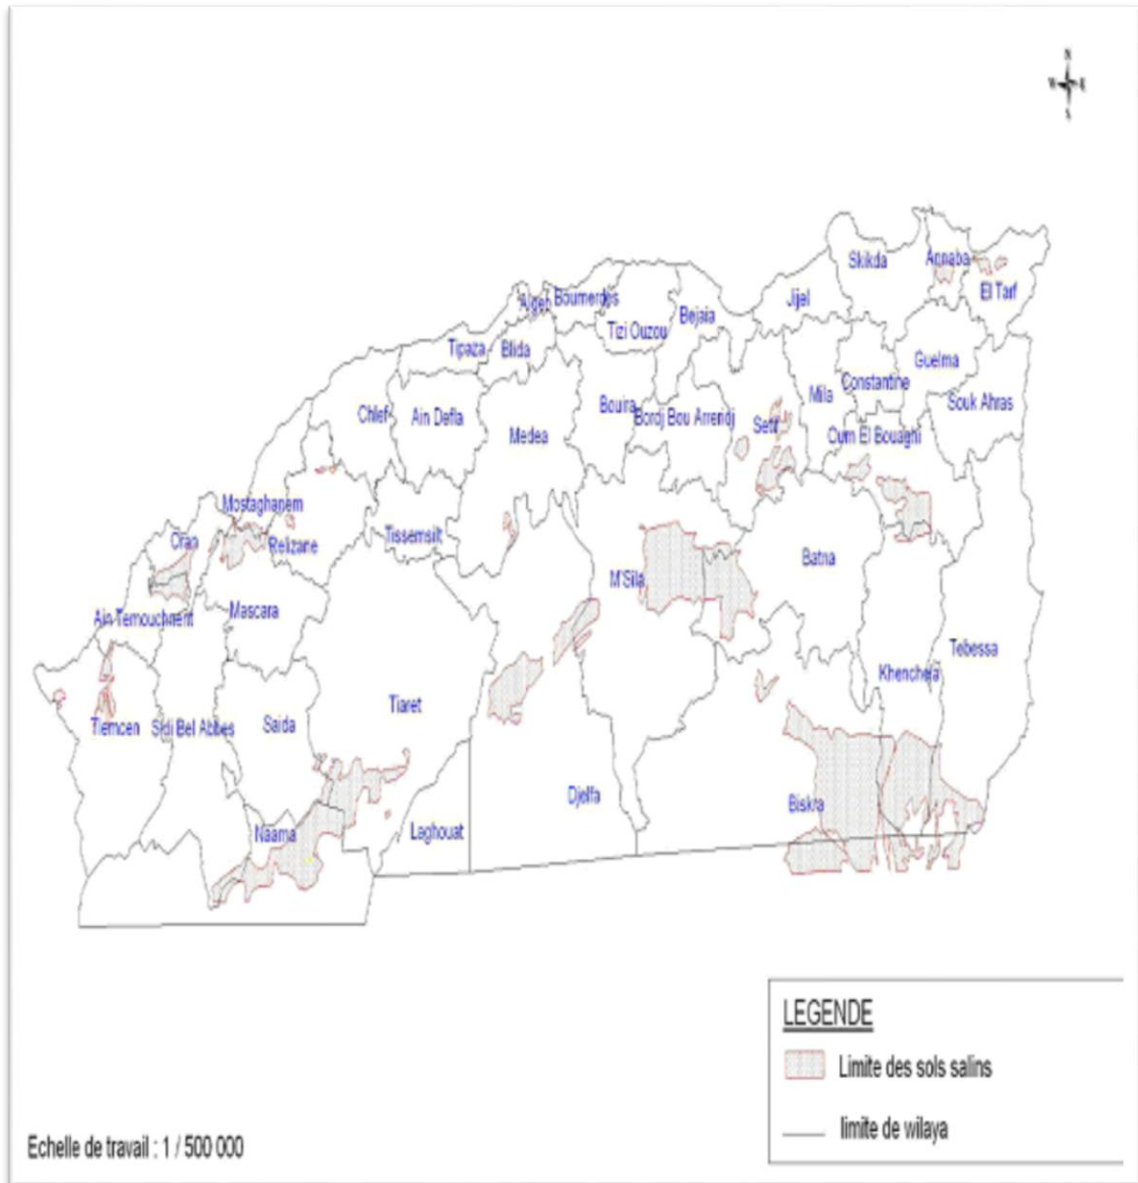 N
W E
S
Skikda
Annaba
El Tarf
Jijel
Alger
Boumerdes
Tizi Ouzou
Bejaia
Tipaza
Blida
Guelma
Constantine
Mila
Souk Ahras
Chlef
Ain Defla
Medea
Bouira
Bordj Bou Arreridj
Setif
Oum El Bouaghi
Mostaghanem
Relizane
Tissemsilt
Oran
M'Sila
Batna
Ain Temouchnent
Mascara
Tebessa
Khenchela
Tlemcen
Sidi Bel Abbes
Saida
Tiaret
Djelfa
Biskra
Naama
Laghouat
LEGENDE
Limite des sols salins
limite de wilaya
Echelle de travail : 1 / 500 000